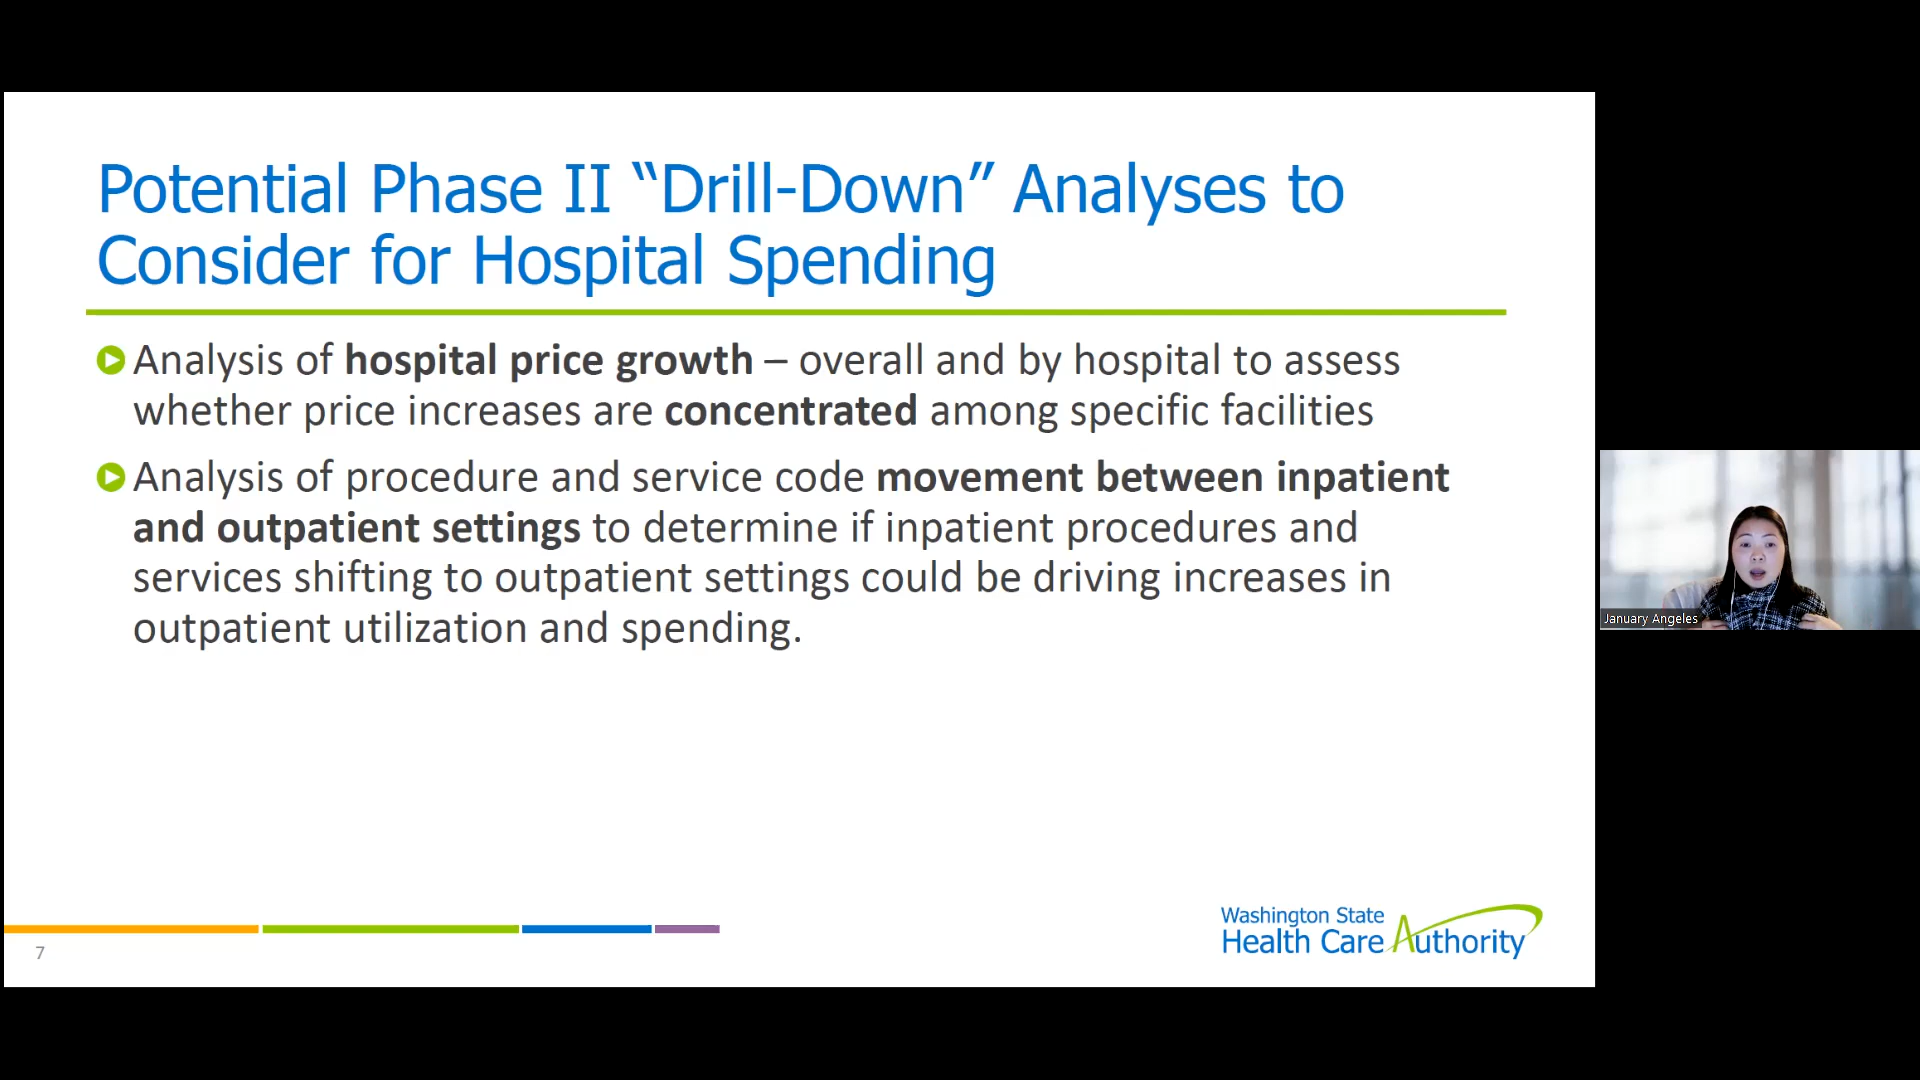 Potential Phase II “Drill-Down” Analyses to
Consider for Hospital Spending
Analysis of hospital price growth – overall and by hospital to assess
whether price increases are concentrated among specific facilities
Analysis of procedure and service code movement between inpatient
and outpatient settings to determine if inpatient procedures and
services shifting to outpatient settings could be driving increases in
outpatient utilization and spending.
January Angeles
Washington State
Health Care Authority
7